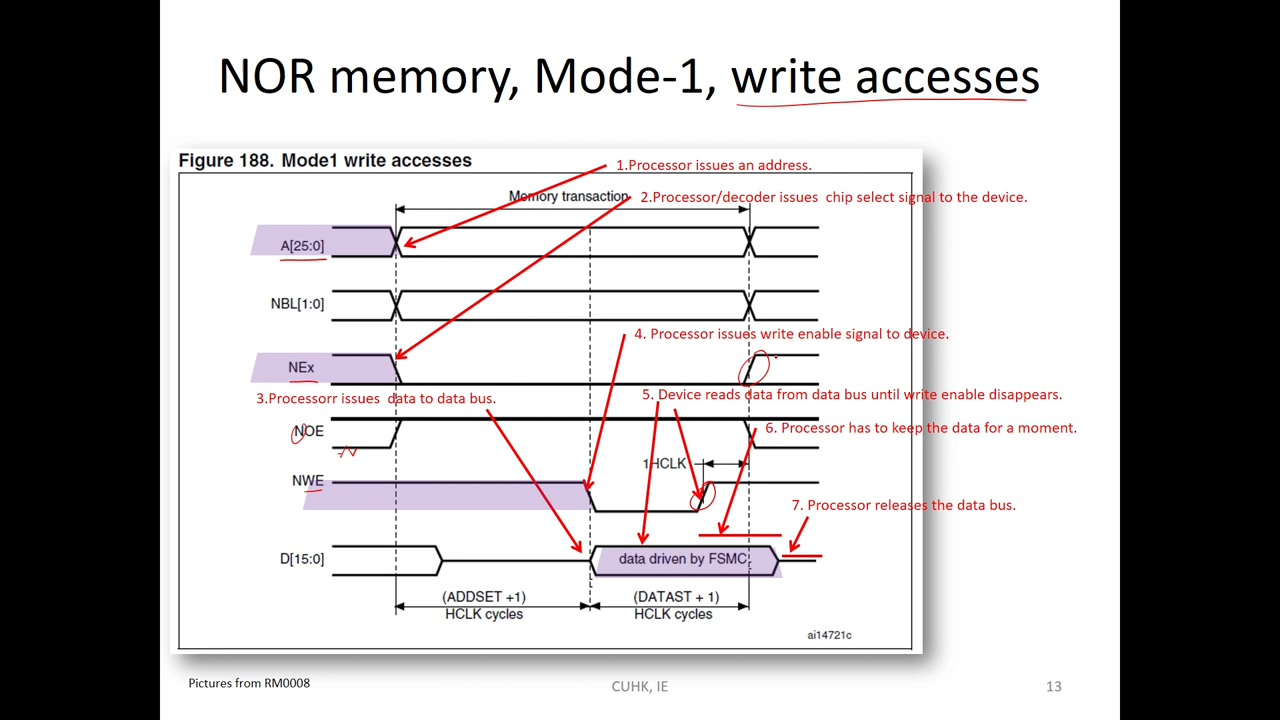 NOR memory, Mode-1, write accesses
Figure 188. Mode1 write accesses
1.Processor issues an address.
Memory transaction
2.Processor/decoder issues chip select signal to the device.
A[25:0]
NBL[1:0]
4. Processor issues write enable signal to device.
NEx
3.Processorr issues data to data bus.
5. Device reads data from data bus until write enable disappears.
NOE
6. Processor has to keep the data for a moment.
1HCLK
NWE
7. Processor releases the data bus.
D[15:0]
data driven by FSMC
(ADDSET +1)
HCLK cycles
(DATAST + 1)
HCLK cycles
ai14721c
Pictures from RM0008
CUHK, IE
13